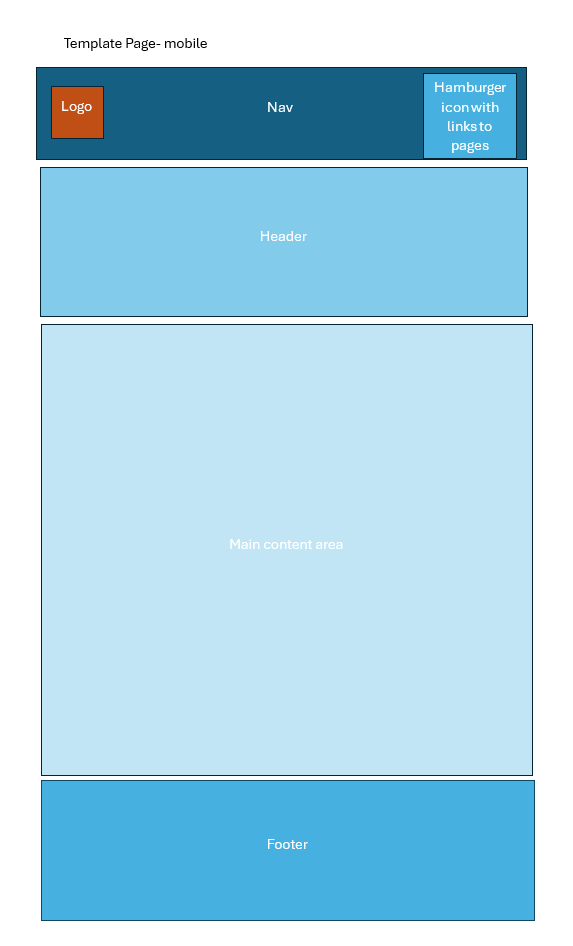 Template Page- mobile
Logo
Nav
Hamburger
icon with
links to
pages
Header
Main content area
Footer